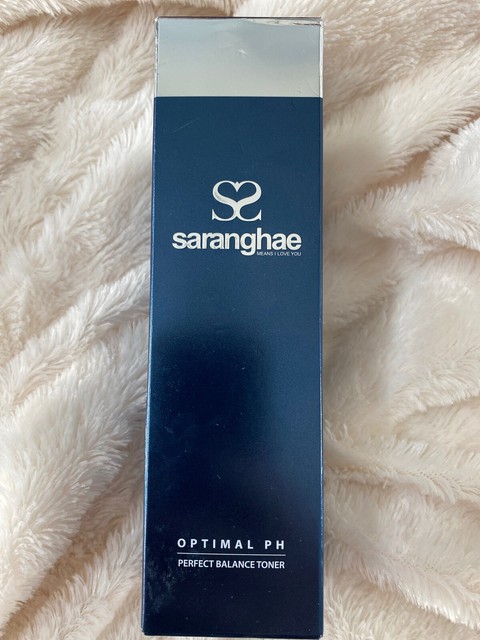 saranghae
MEANS I LOVE YOU
OPTIMAL PH
PERFECT BALANCE TONER